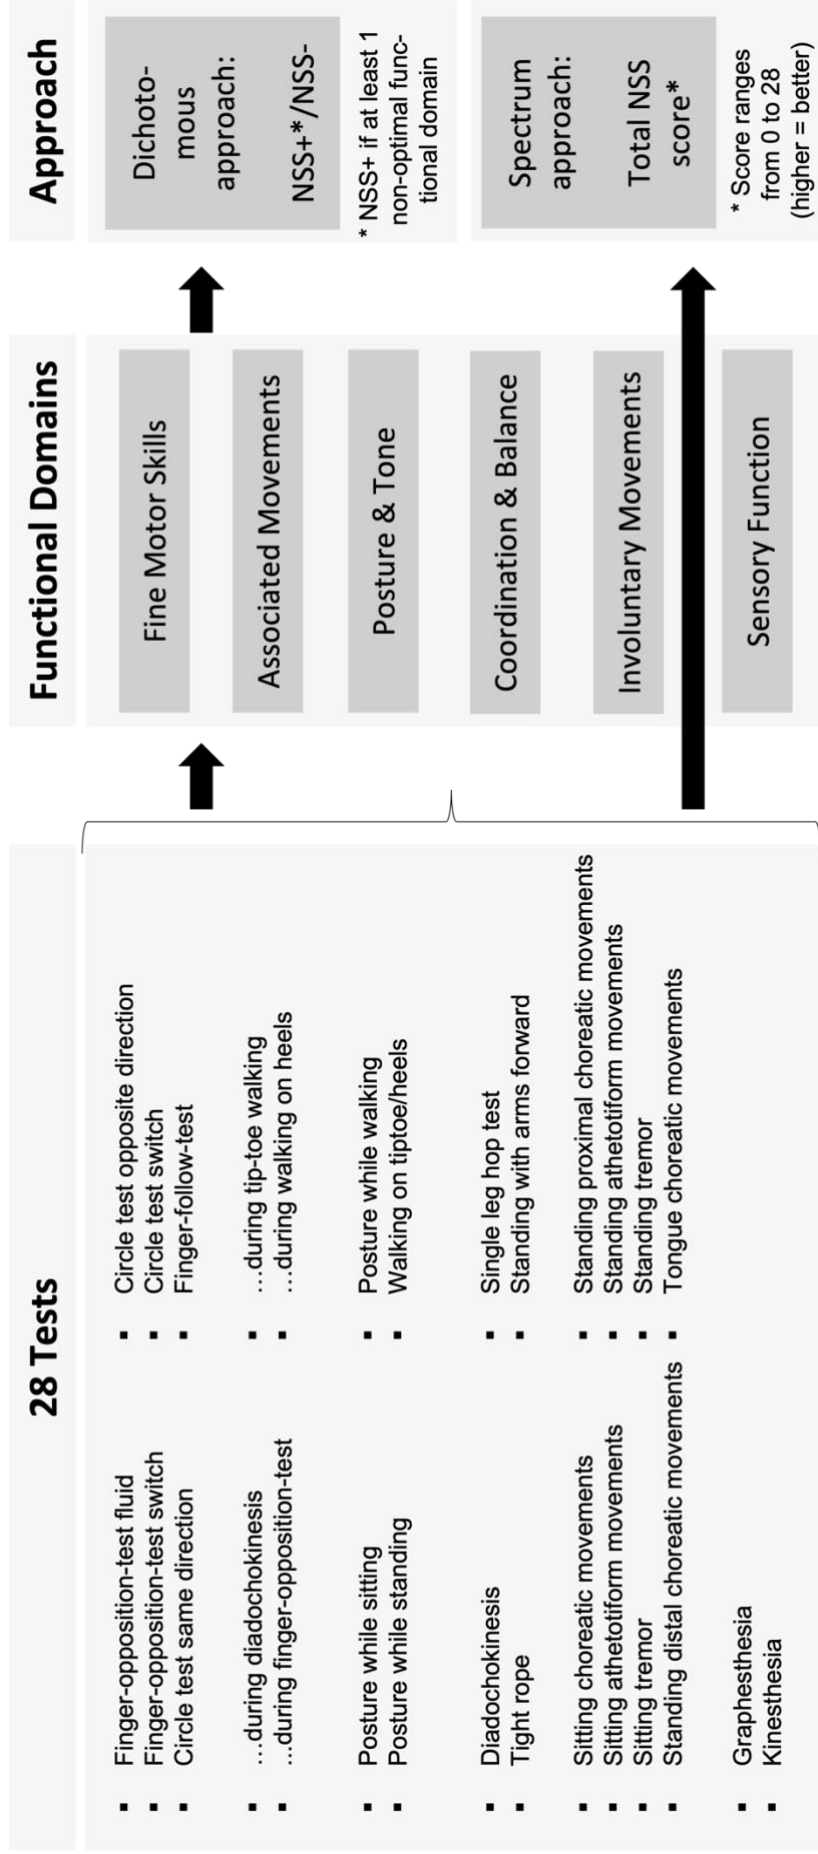 28 Tests
Functional Domains
Approach
▪ Finger-opposition-test fluid
▪ Finger-opposition-test switch
▪ Circle test same direction
▪ Circle test opposite direction
▪ Circle test switch
▪ Finger-follow-test
Fine Motor Skills
▪ …during diadochokinesis
▪ …during finger-opposition-test
▪ …during tip-toe walking
▪ …during walking on heels
Associated Movements
▪ Posture while sitting
▪ Posture while standing
▪ Posture while walking
▪ Walking on tiptoe/heels
Posture & Tone
▪ Diadochokinesis
▪ Tight rope
▪ Single leg hop test
▪ Standing with arms forward
Coordination & Balance
▪ Sitting choreatic movements
▪ Sitting athetotiform movements
▪ Sitting tremor
▪ Standing distal choreatic movements
▪ Standing proximal choreatic movements
▪ Standing athetotiform movements
▪ Standing tremor
▪ Tongue choreatic movements
Involuntary Movements
▪ Graphesthesia
▪ Kinesthesia
Sensory Function
Dichoto-
mous
approach:
NSS+*/NSS-
* NSS+ if at least 1
non-optimal func-
tional domain
Spectrum
approach:
Total NSS
score*
* Score ranges
from 0 to 28
(higher = better)